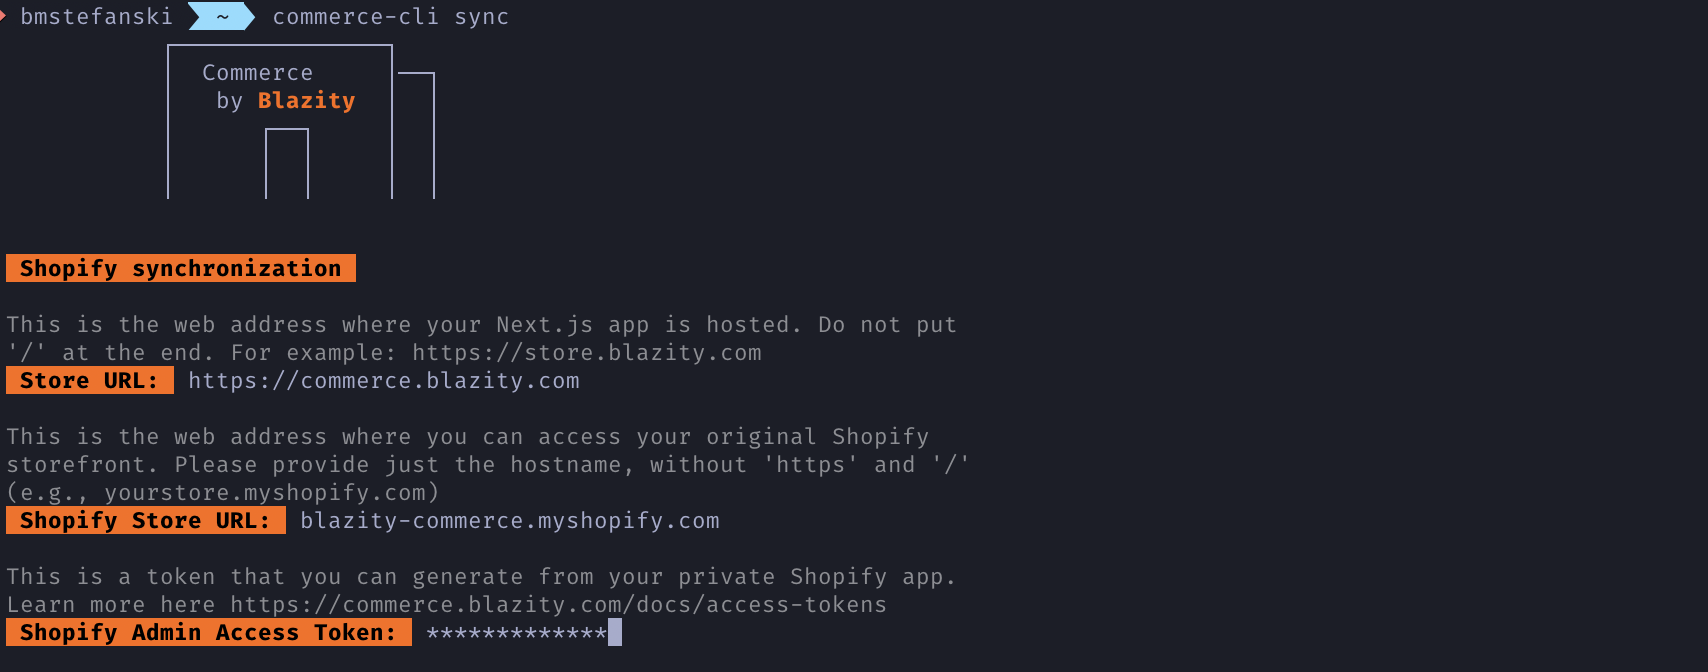 bmstefanski ~ commerce-cli sync
Commerce
by Blazity
Shopify synchronization
This is the web address where your Next.js app is hosted. Do not put
'/' at the end. For example: https://store.blazity.com
Store URL: https://commerce.blazity.com
This is the web address where you can access your original Shopify
storefront. Please provide just the hostname, without 'https' and '/'
(e.g., yourstore.myshopify.com)
Shopify Store URL: blazity-commerce.myshopify.com
This is a token that you can generate from your private Shopify app.
Learn more here https://commerce.blazity.com/docs/access-tokens
Shopify Admin Access Token: *************